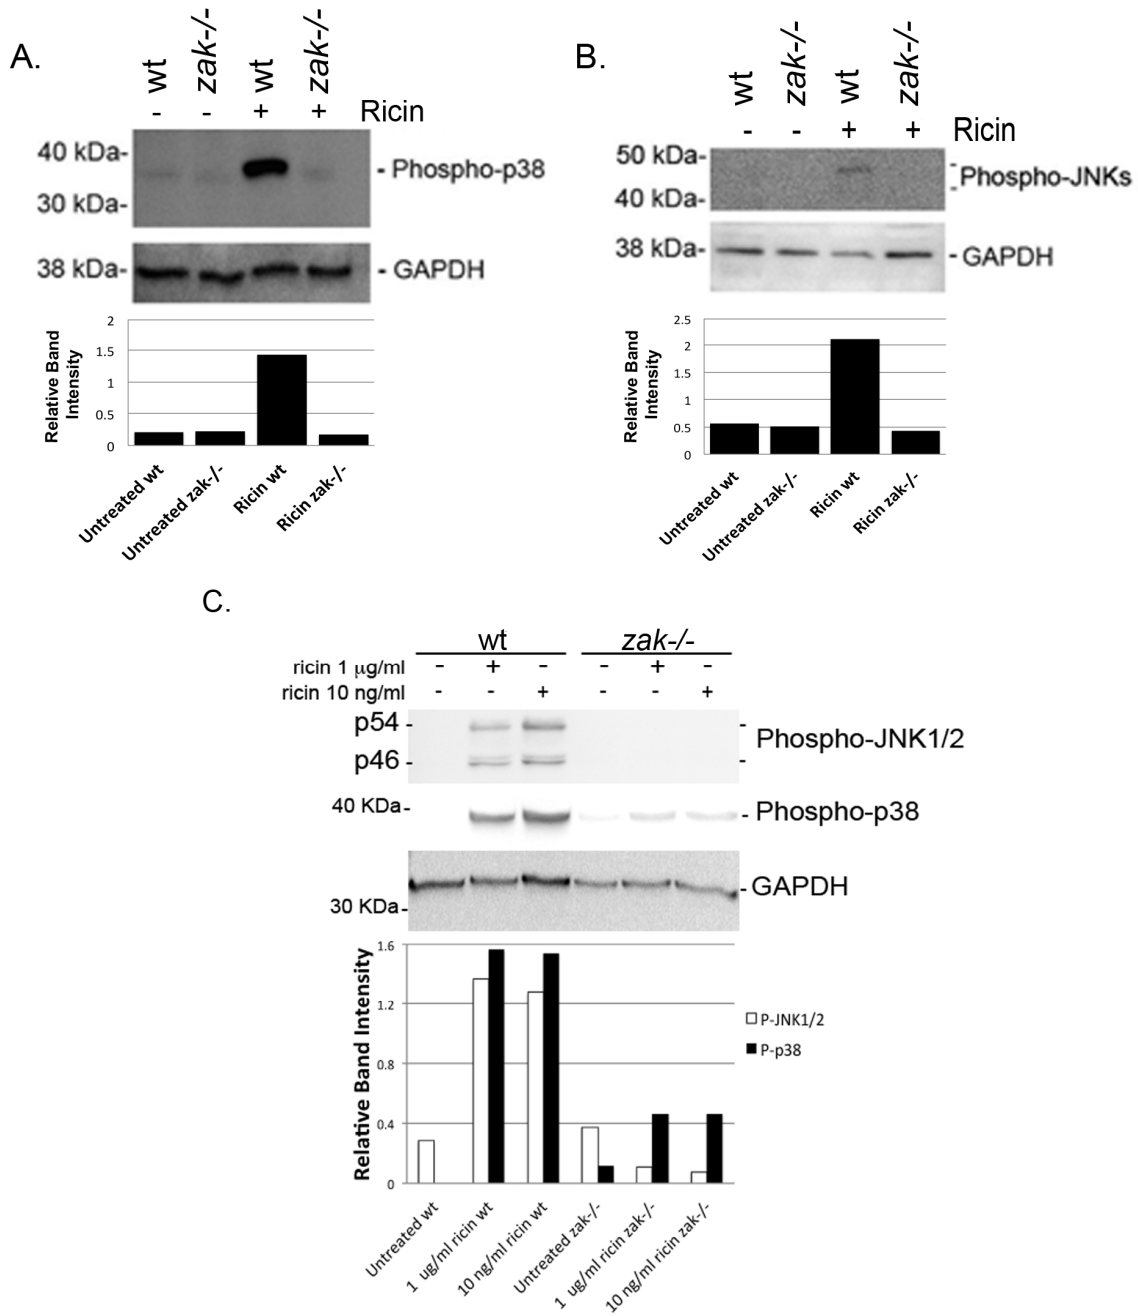 A.
wt zak-/- wt zak-/-
- - + + Ricin
40 kDa-
- Phospho-p38
30 kDa-
38 kDa-
- GAPDH
2
1.5
1
0.5
0
Relative Band
Intensity
Untreated wt
Untreated zak-/-
Ricin wt
Ricin zak-/-
B.
wt zak-/- wt zak-/-
- - + + Ricin
50 kDa-
Phospho-JNKs
40 kDa-
38 kDa-
- GAPDH
2.5
2
1.5
1
0.5
0
Relative Band
Intensity
Untreated wt
Untreated zak-/-
Ricin wt
Ricin zak-/-
C.
wt zak-/-
ricin 1 µg/ml - + - - + -
ricin 10 ng/ml - - + - - +
p54 -
Phospho-JNK1/2
p46 -
40 KDa-
- Phospho-p38
- GAPDH
30 KDa-
1.6
1.2
0.8
0.4
0
Relative Band Intensity
P-JNK1/2
P-p38
Untreated wt
1 ug/ml ricin wt
10 ng/ml ricin wt
Untreated zak-/-
1 ug/ml ricin zak-/-
10 ng/ml ricin zak-/-